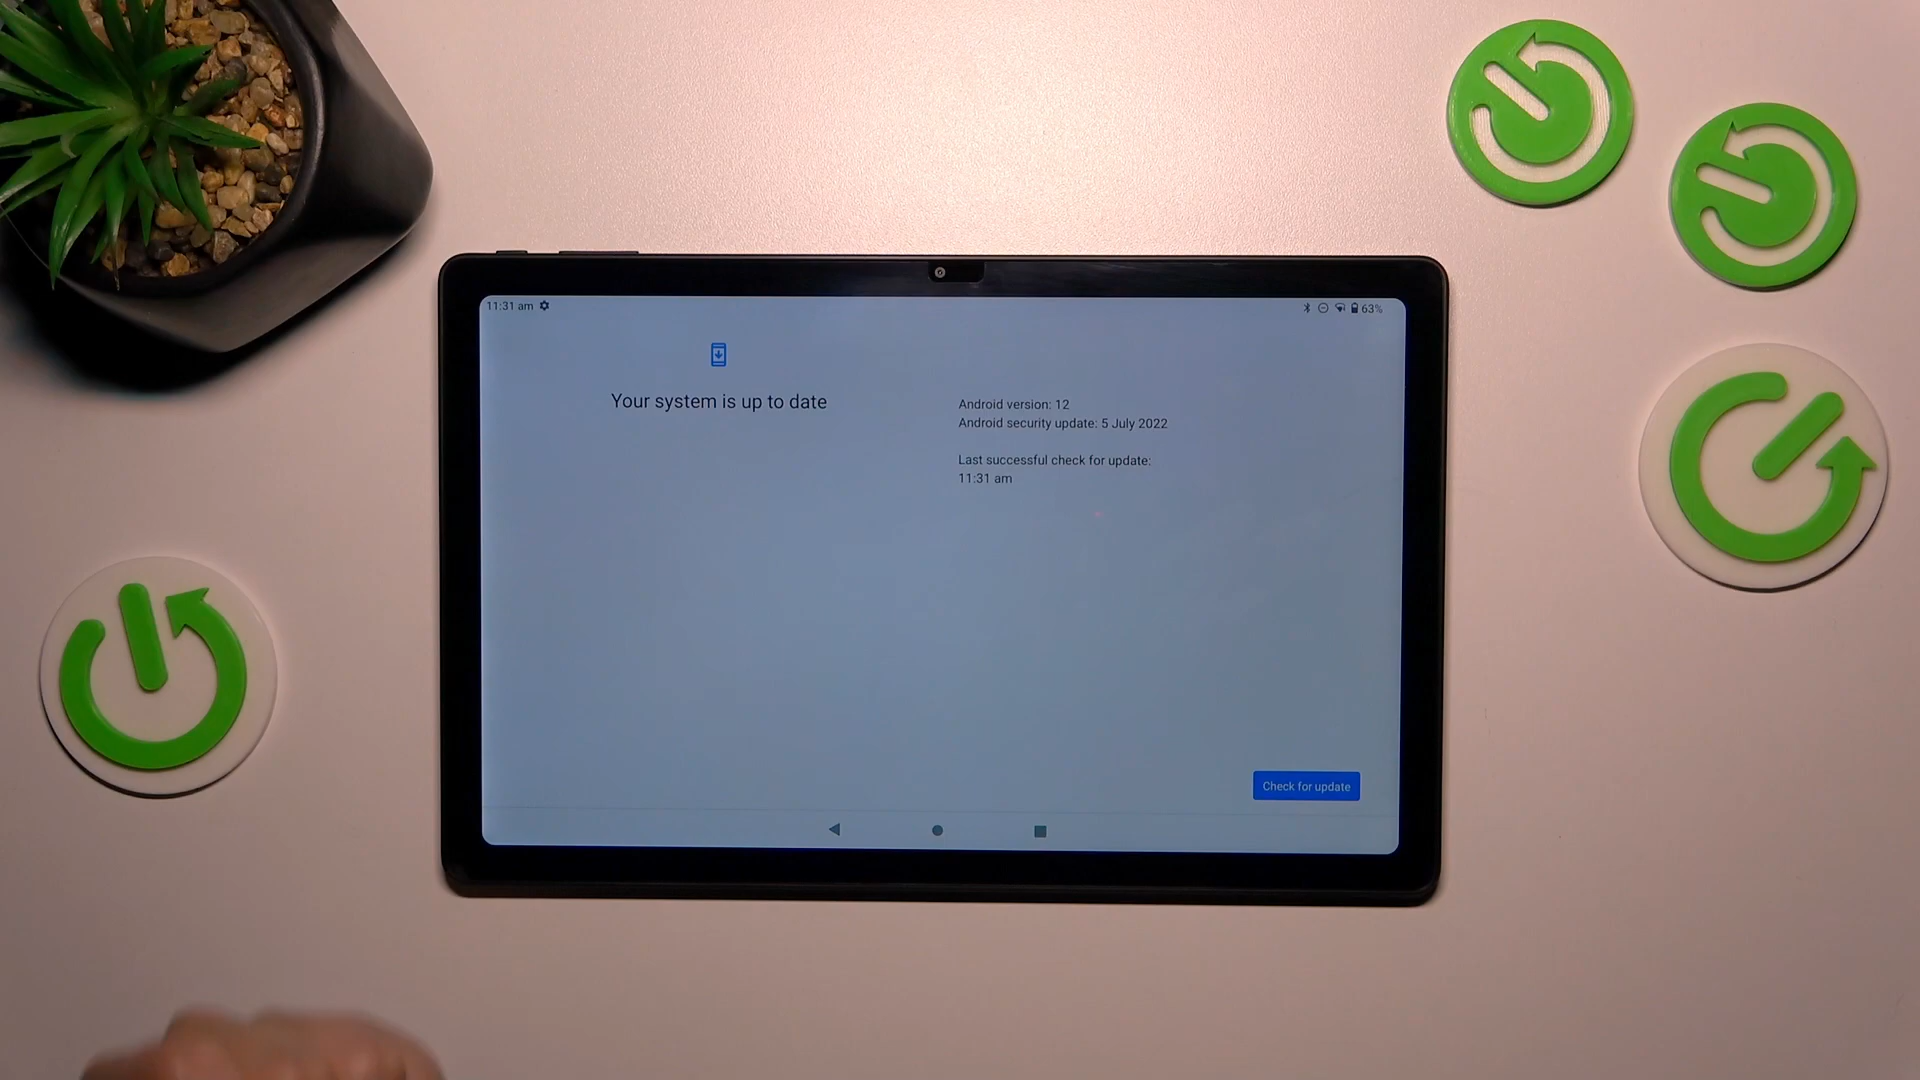 11:31 am
63%
Your system is up to date
Android version: 12
Android security update: 5 July 2022
Last successful check for update:
11:31 am
Check for update